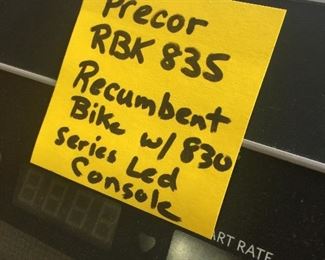 Precor
RBK 835
Recumbent
Bike w/ 830
Series Led
Console
ART RATE